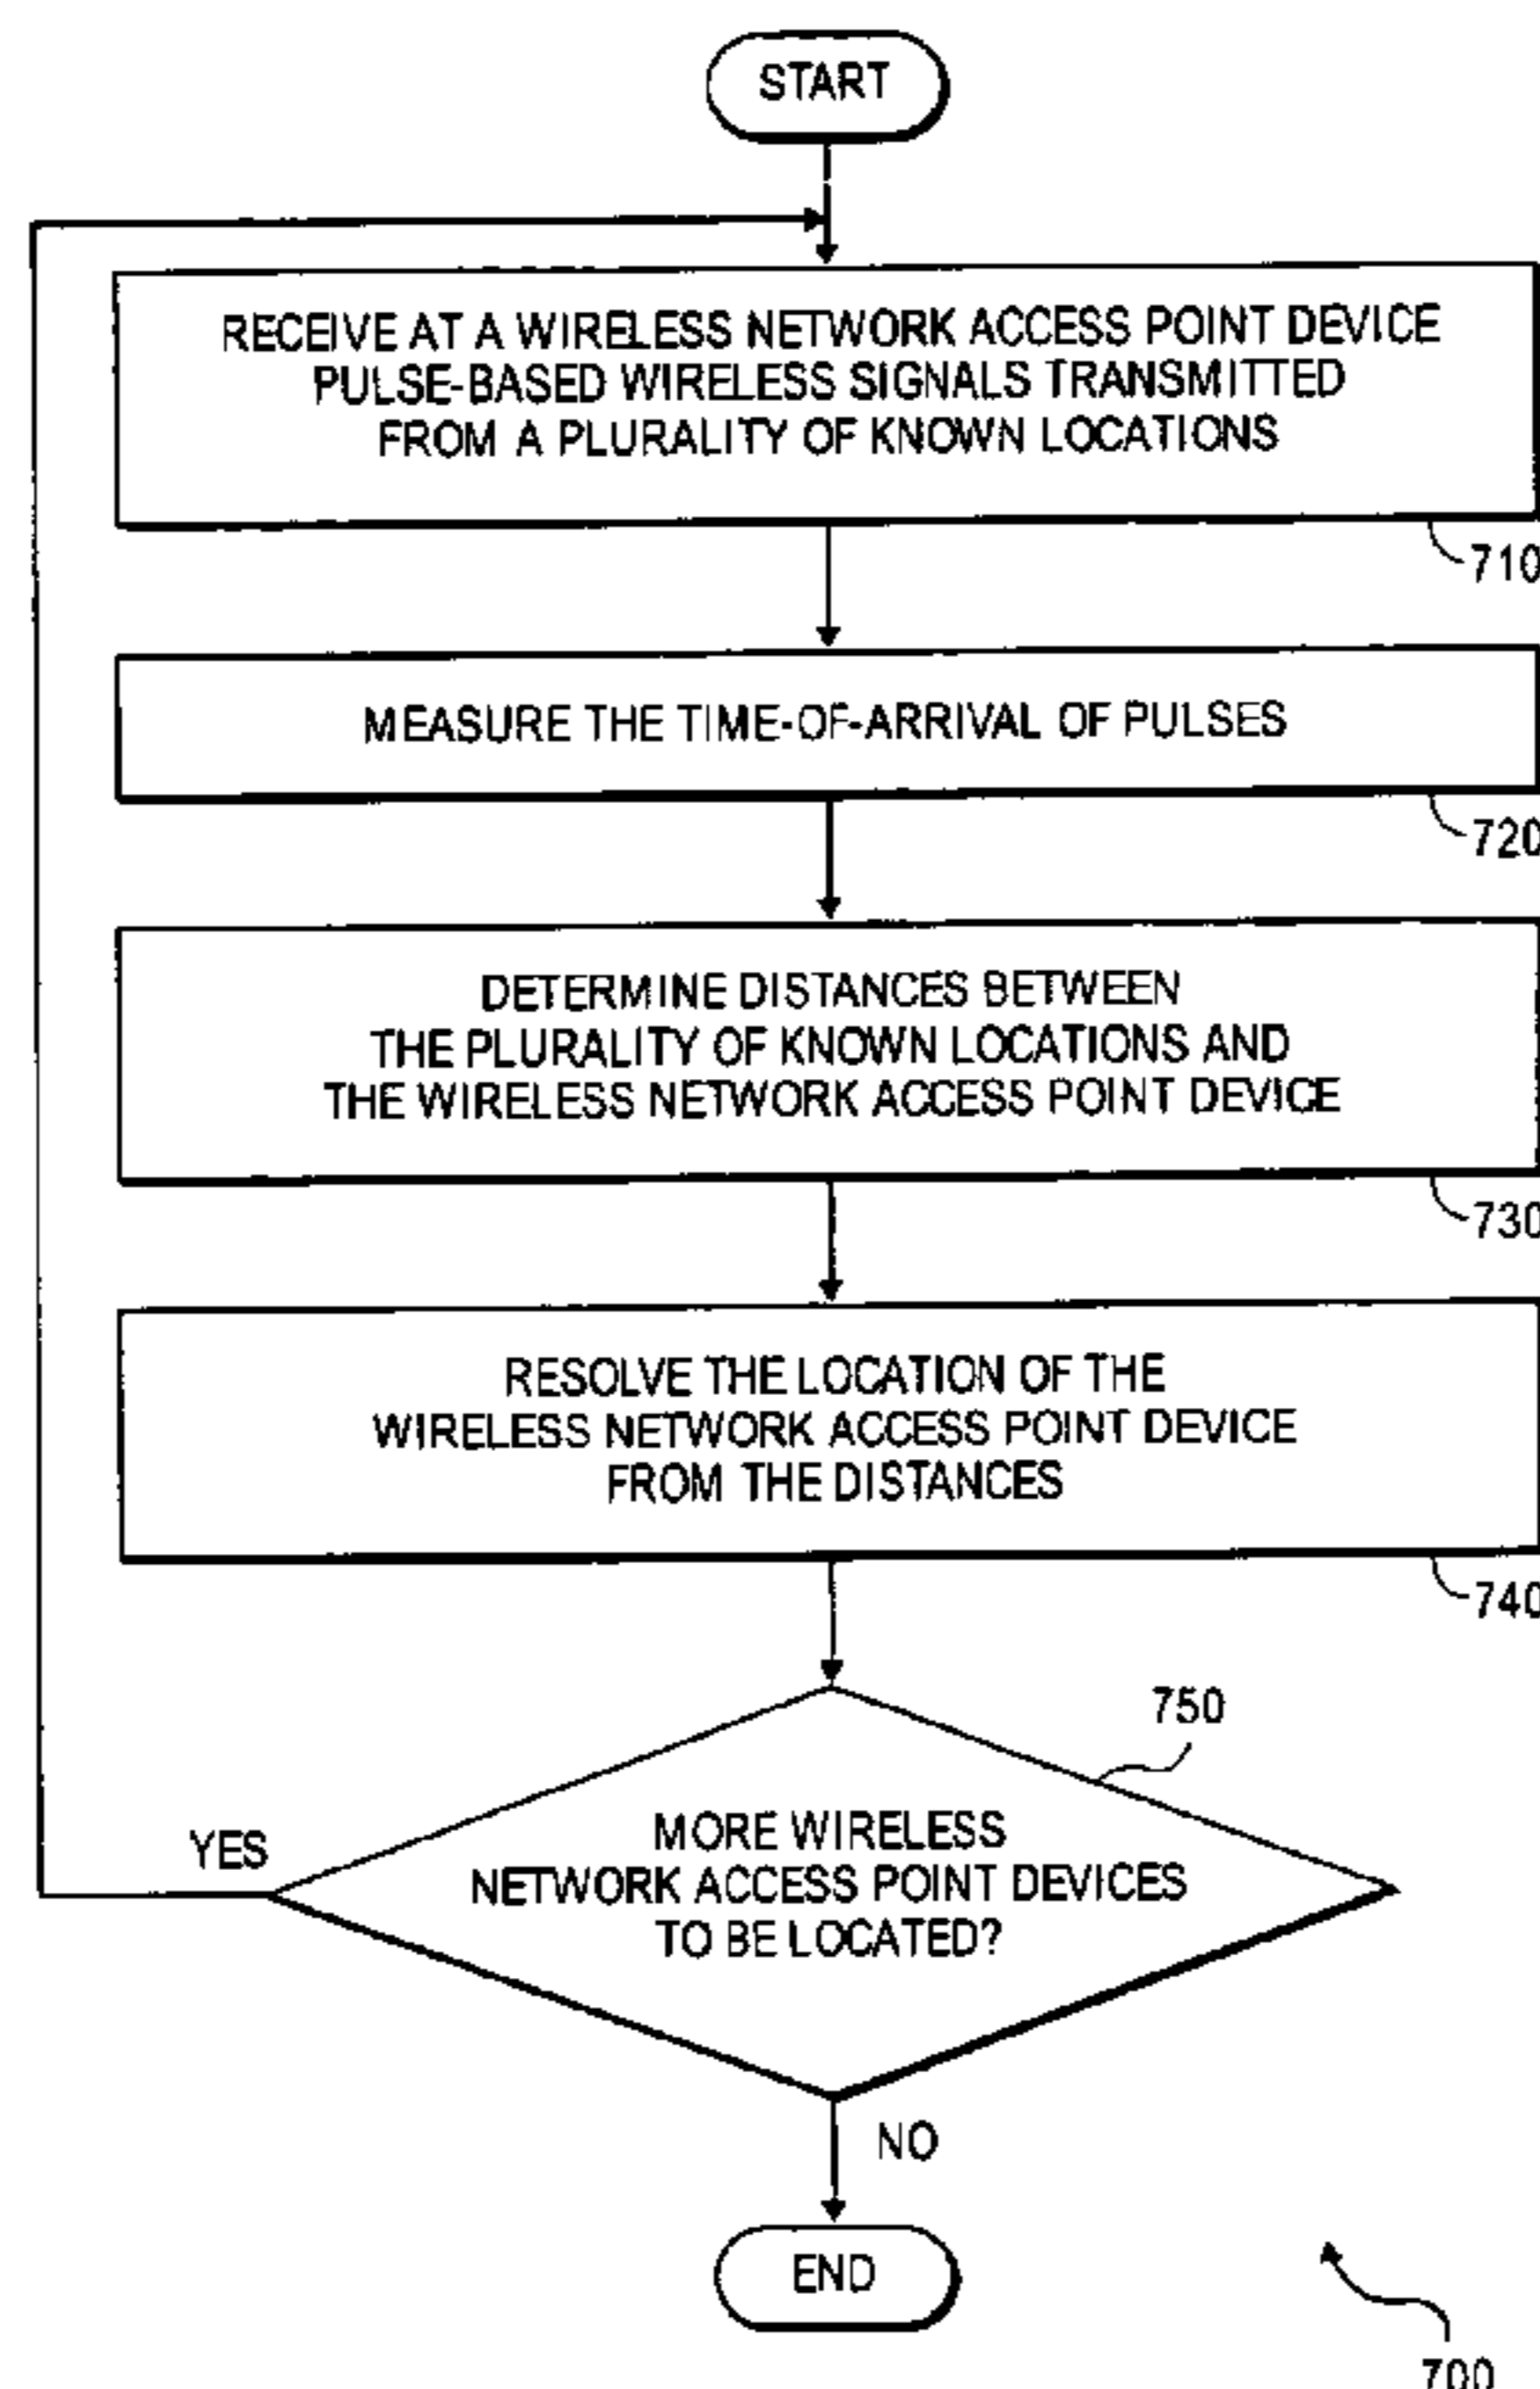 START
RECEIVE AT A WIRELESS NETWORK ACCESS POINT DEVICE
PULSE-BASED WIRELESS SIGNALS TRANSMITTED
FROM A PLURALITY OF KNOWN LOCATIONS
710
MEASURE THE TIME-OF-ARRIVAL OF PULSES
720
DETERMINE DISTANCES BETWEEN
THE PLURALITY OF KNOWN LOCATIONS AND
THE WIRELESS NETWORK ACCESS POINT DEVICE
730
RESOLVE THE LOCATION OF THE
WIRELESS NETWORK ACCESS POINT DEVICE
FROM THE DISTANCES
740
750
MORE WIRELESS
NETWORK ACCESS POINT DEVICES
TO BE LOCATED?
YES
NO
END
700